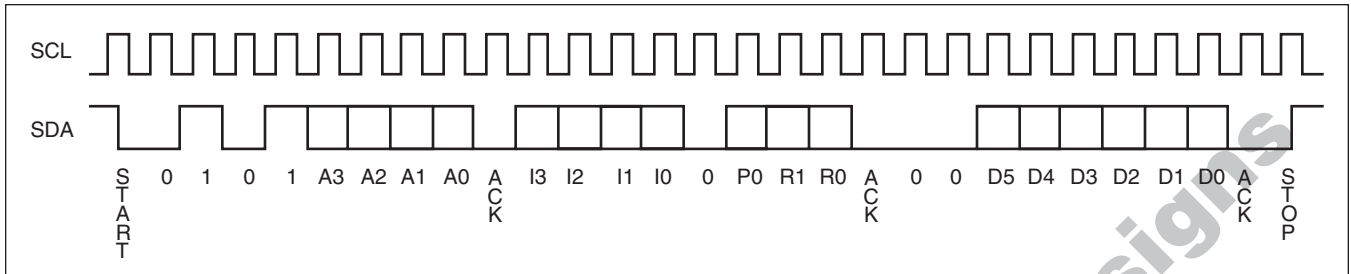 SCL
SDA
START 0 1 0 1 A3 A2 A1 A0 ACK I3 I2 I1 I0 0 P0 R1 R0 ACK 0 0 D5 D4 D3 D2 D1 D0 ACK STOP
signs